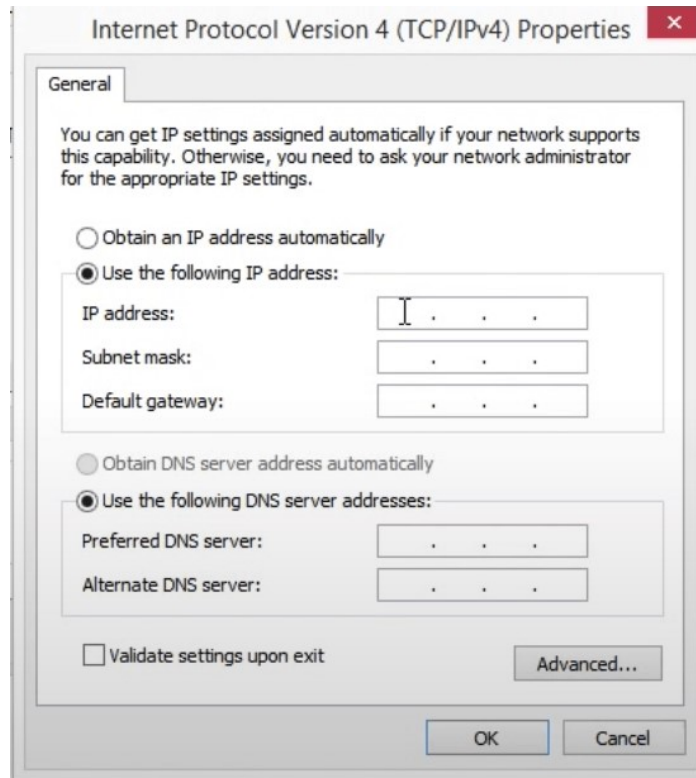 Internet Protocol Version 4 (TCP/IPv4) Properties
General
You can get IP settings assigned automatically if your network supports
this capability. Otherwise, you need to ask your network administrator
for the appropriate IP settings.
Obtain an IP address automatically
Use the following IP address:
IP address:
Subnet mask:
Default gateway:
Obtain DNS server address automatically
Use the following DNS server addresses:
Preferred DNS server:
Alternate DNS server:
Validate settings upon exit
Advanced...
OK Cancel